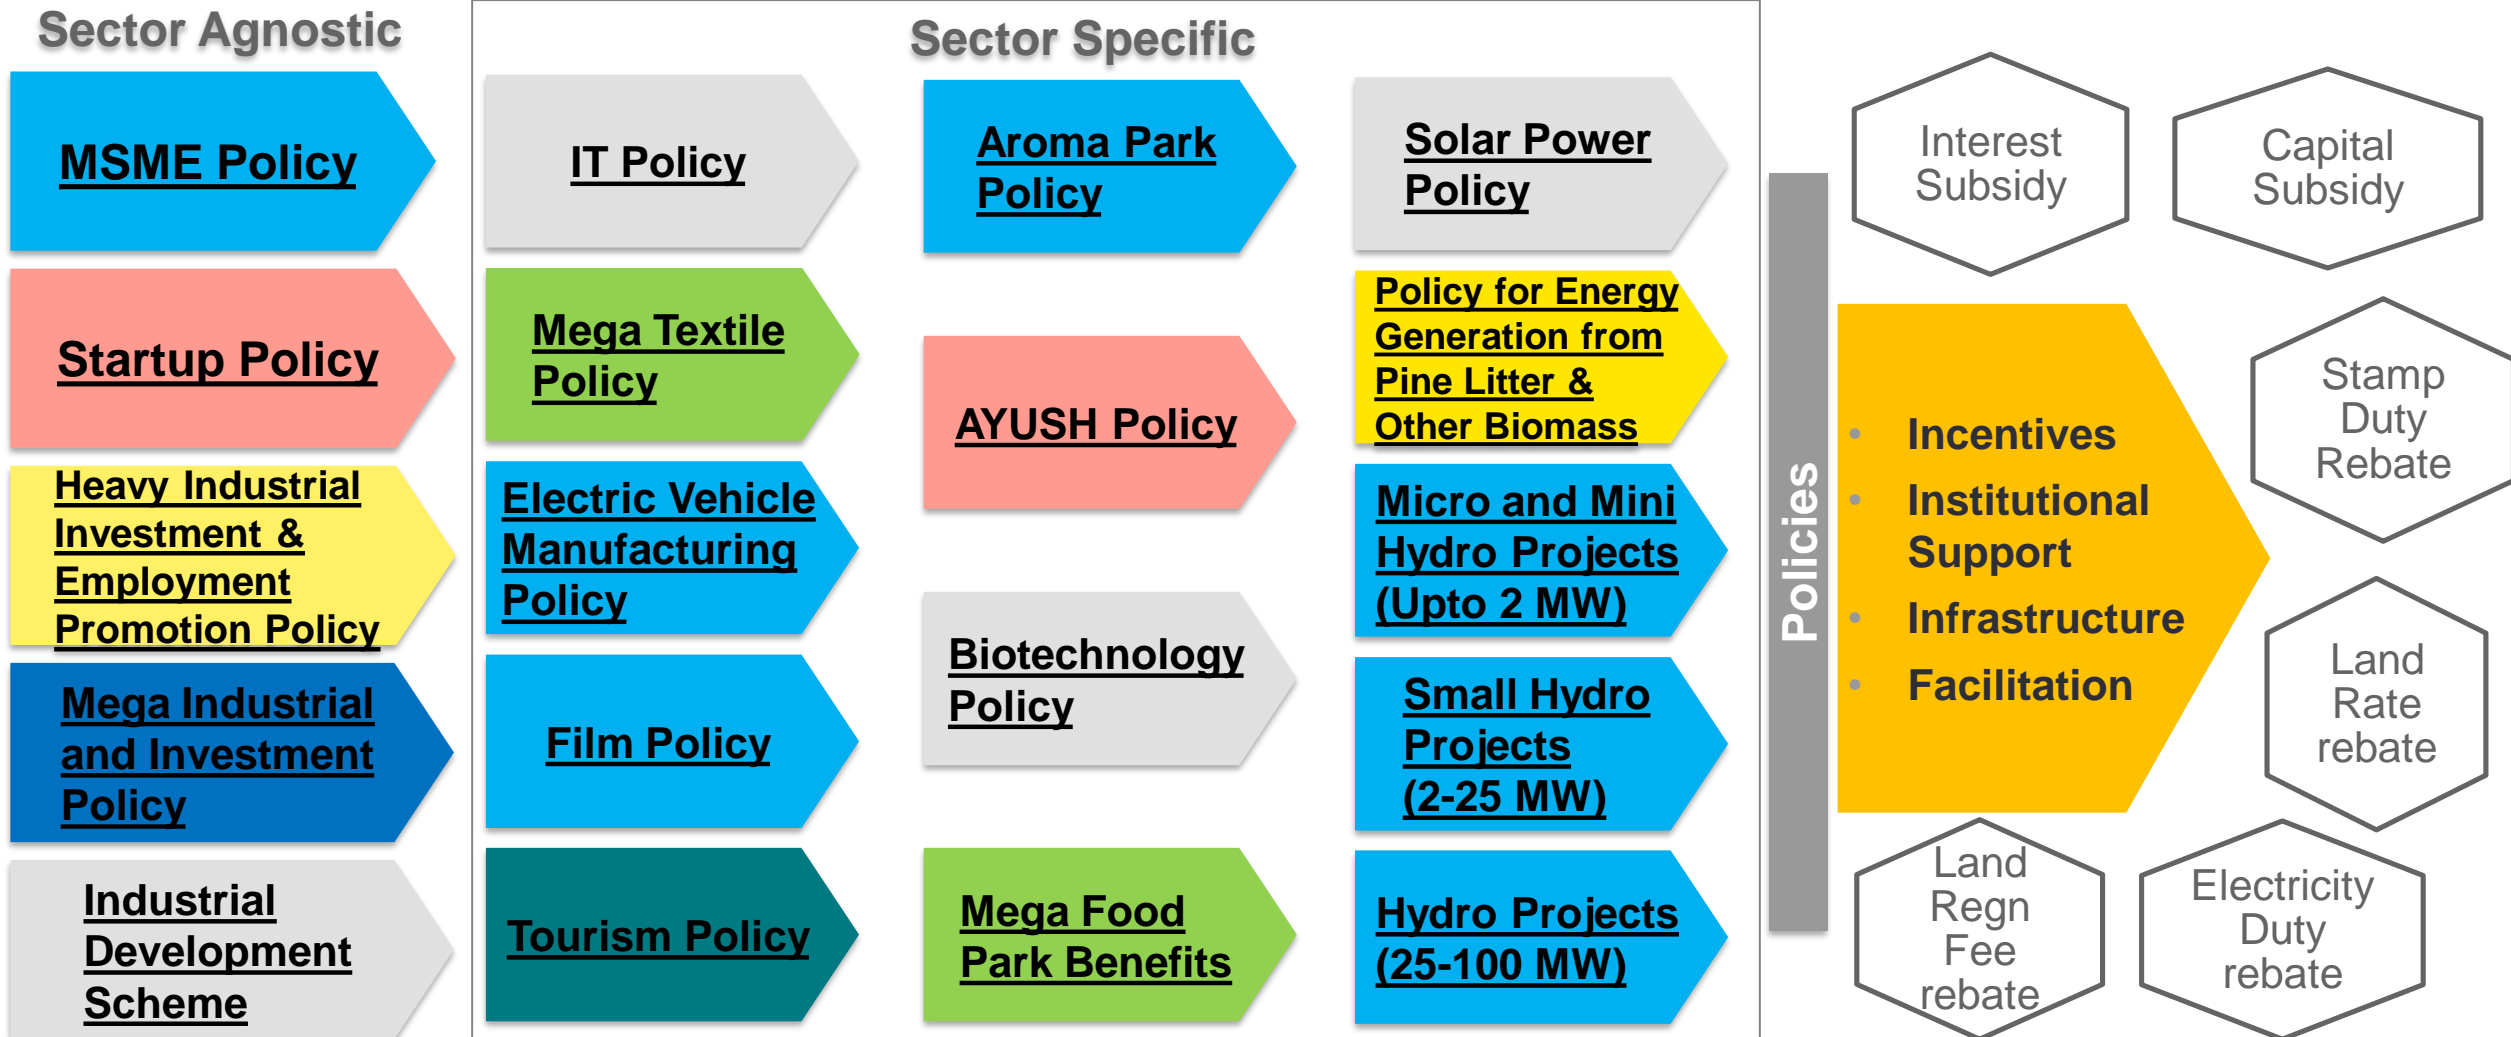 Sector Agnostic
MSME Policy
Startup Policy
Heavy Industrial
Investment &
Employment
Promotion Policy
Mega Industrial
and Investment
Policy
Industrial
Development
Scheme
Sector Specific
IT Policy
Mega Textile
Policy
Electric Vehicle
Manufacturing
Policy
Film Policy
Tourism Policy
Aroma Park
Policy
AYUSH Policy
Biotechnology
Policy
Mega Food
Park Benefits
Solar Power
Policy
Policy for Energy
Generation from
Pine Litter &
Other Biomass
Micro and Mini
Hydro Projects
(Upto 2 MW)
Small Hydro
Projects
(2-25 MW)
Hydro Projects
(25-100 MW)
Policies
• Incentives
• Institutional
Support
• Infrastructure
• Facilitation
Interest
Subsidy
Capital
Subsidy
Stamp
Duty
Rebate
Land
Rate
rebate
Land
Regn
Fee
rebate
Electricity
Duty
rebate